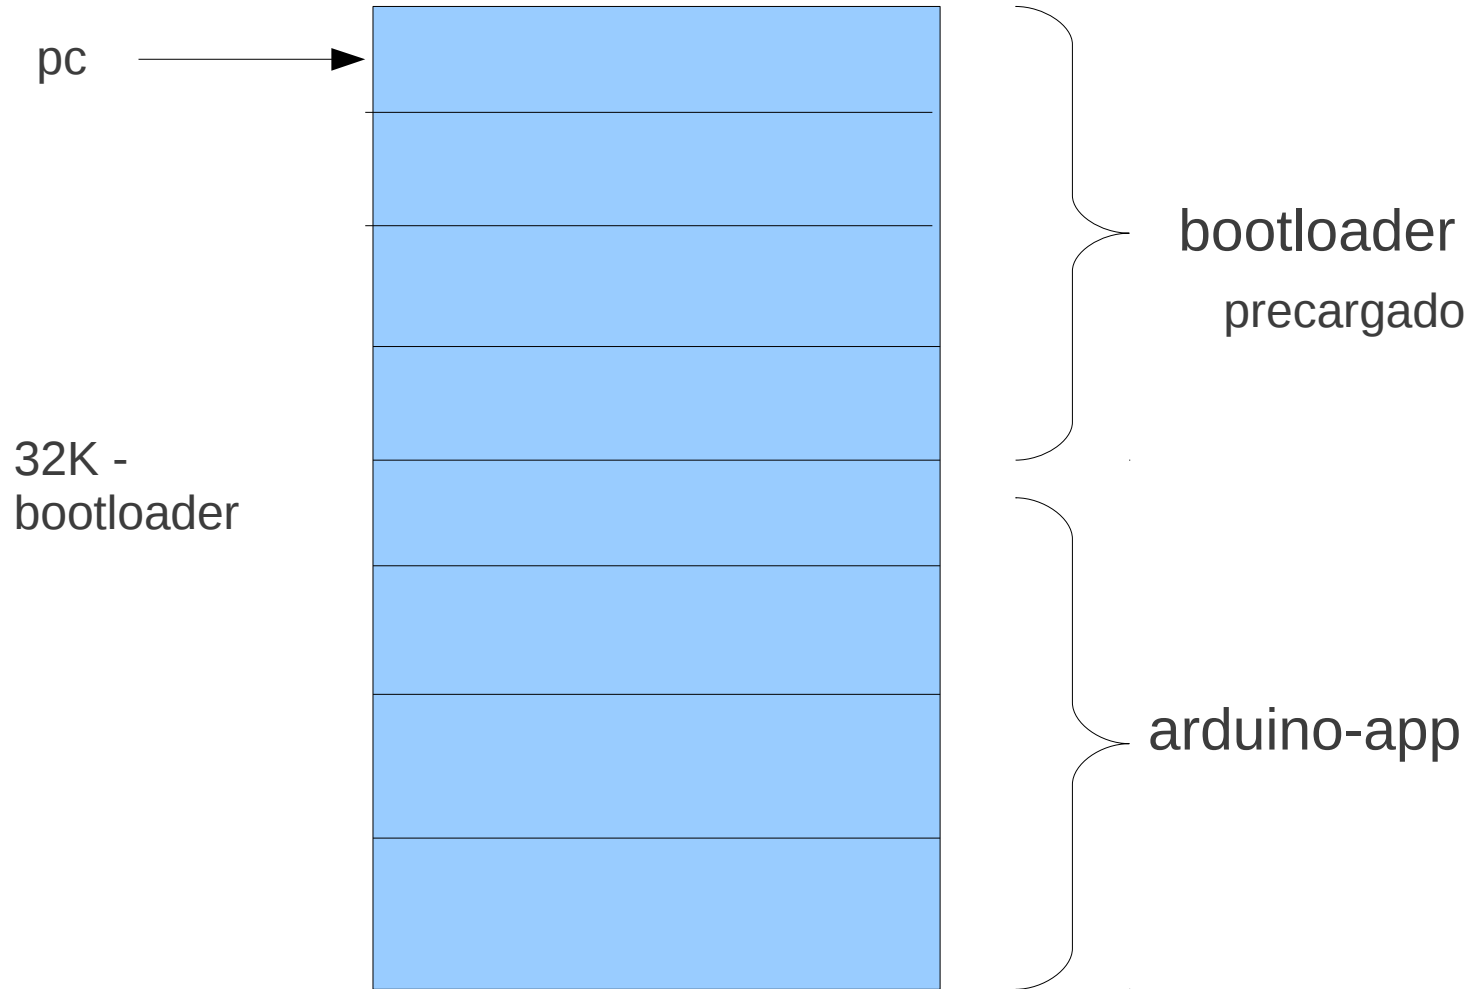 pc
bootloader
precargado
32K -
bootloader
arduino-app